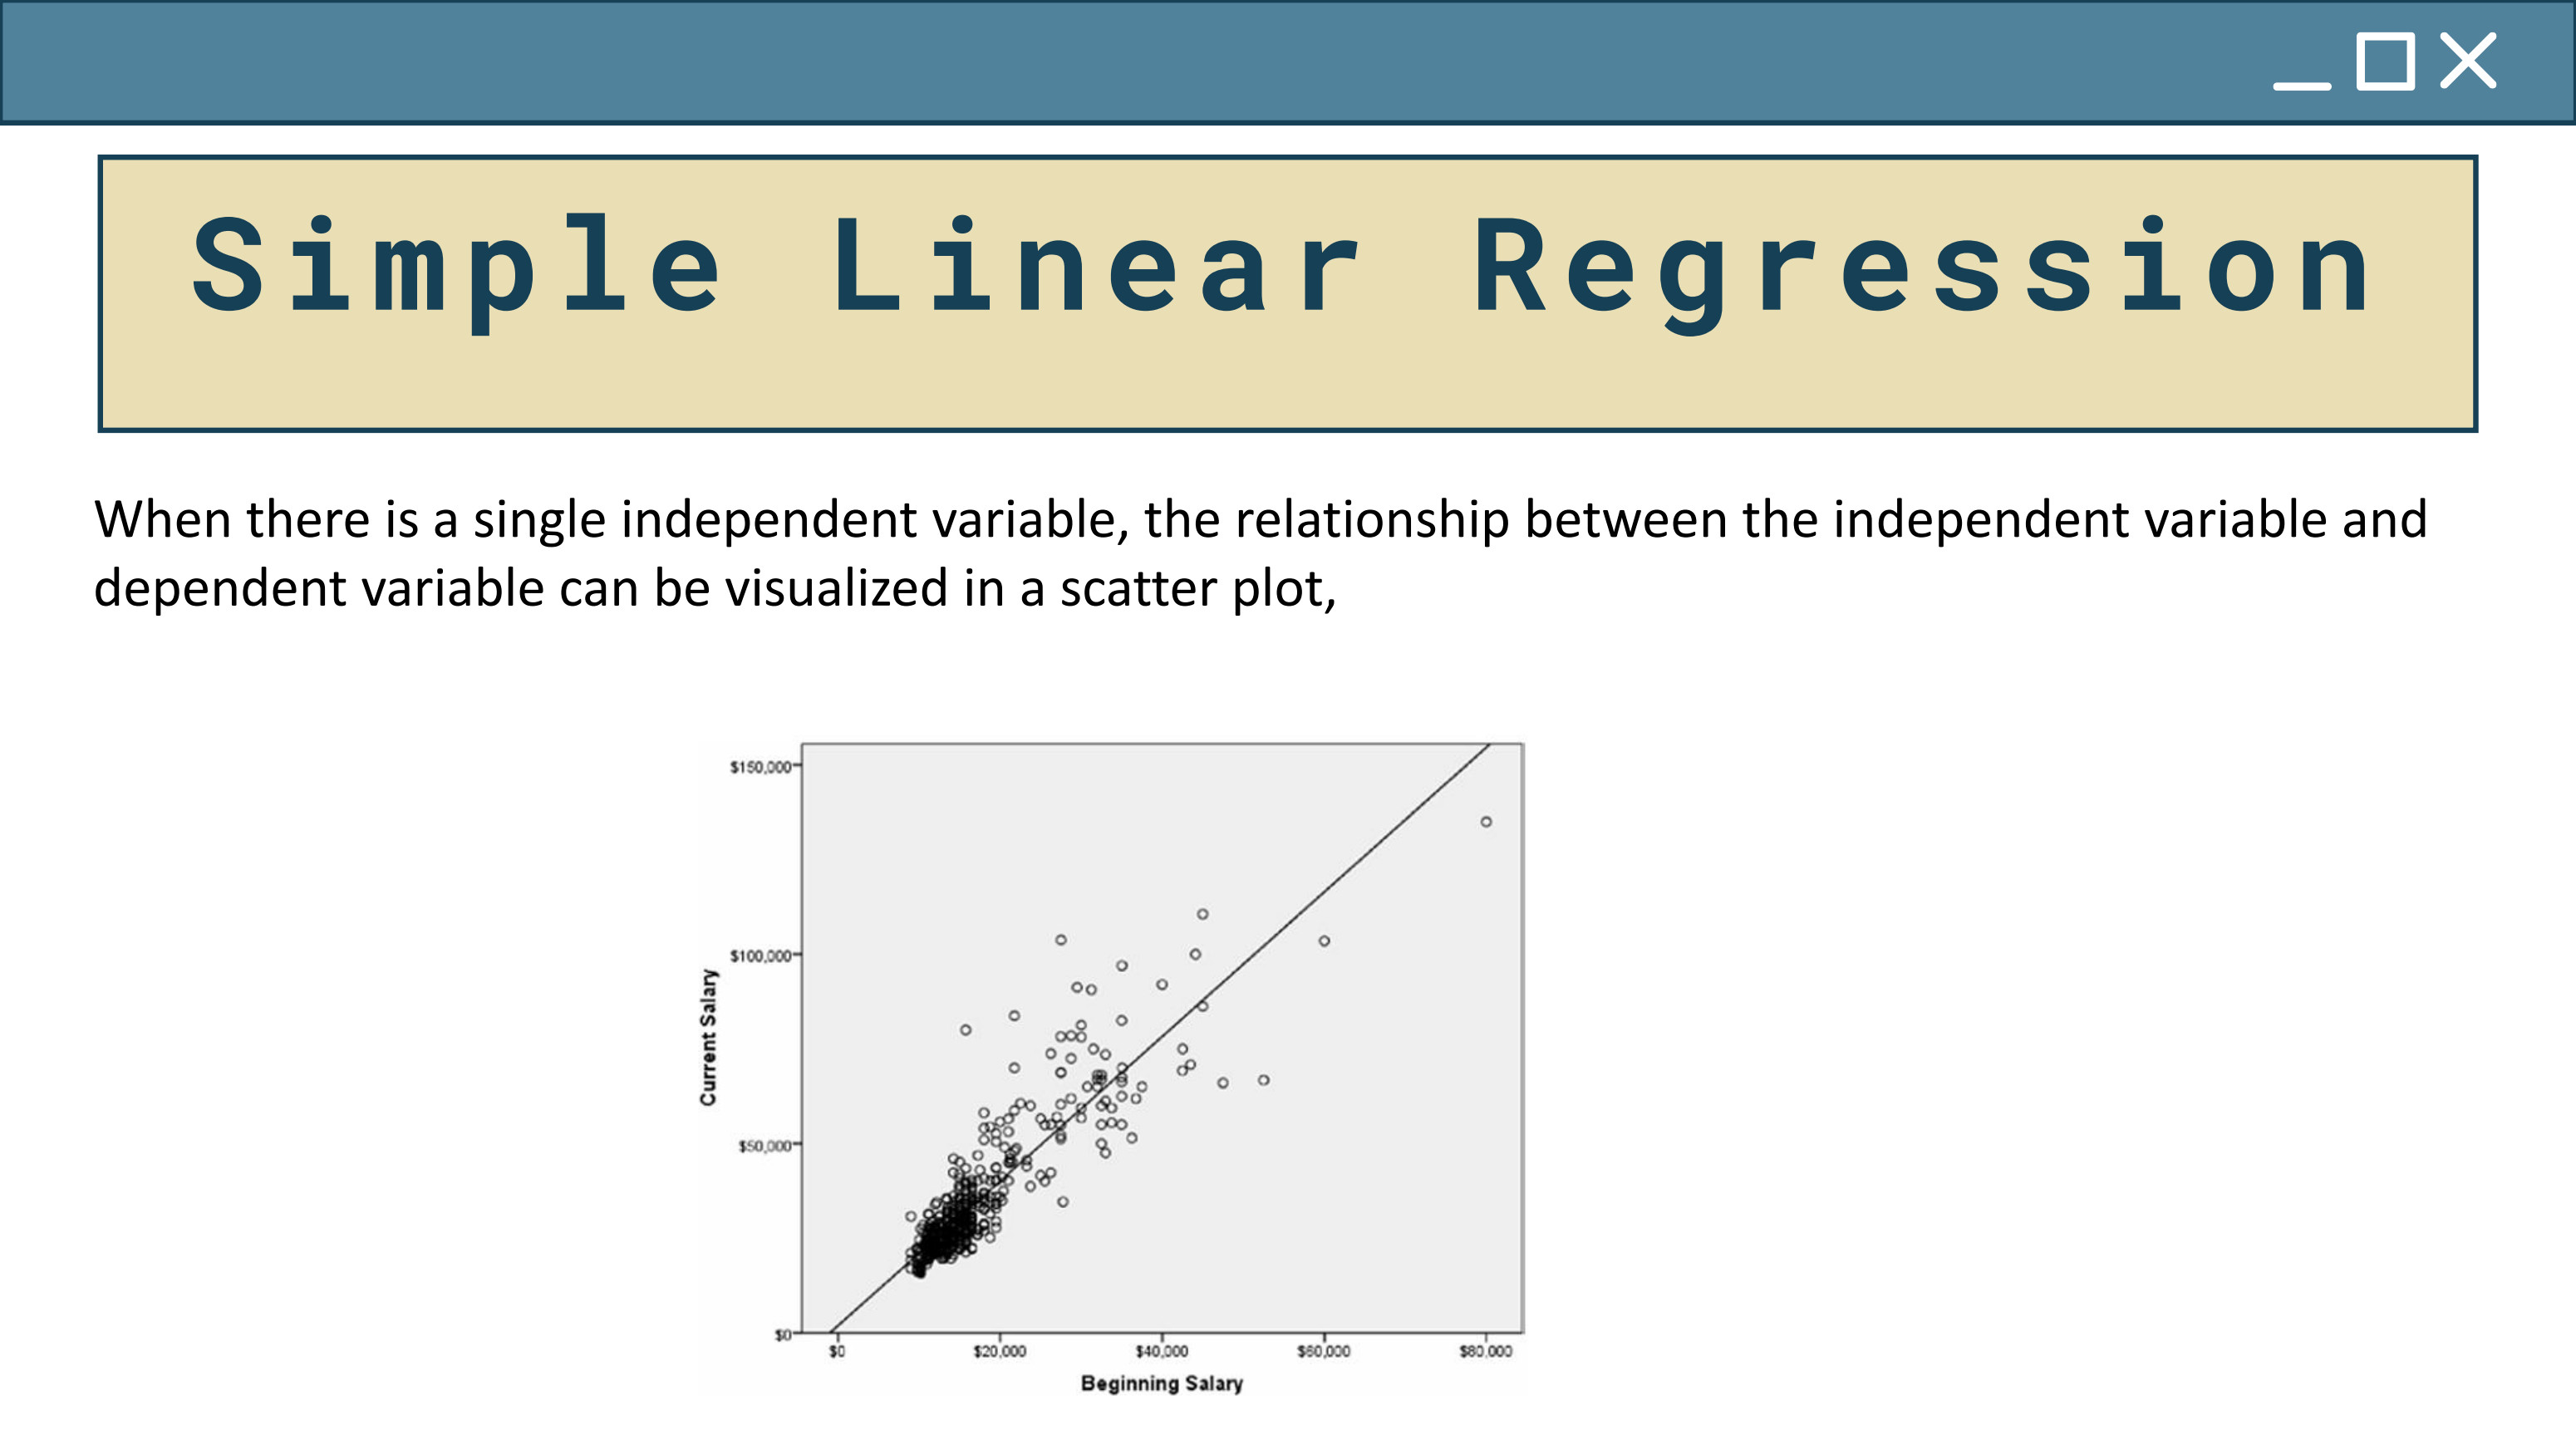 Simple Linear Regression
When there is a single independent variable, the relationship between the independent variable and
dependent variable can be visualized in a scatter plot,
$150,000
$100,000
$50,000
$0
Current Salary
$0 $20,000 $40,000 $60,000 $80,000
Beginning Salary